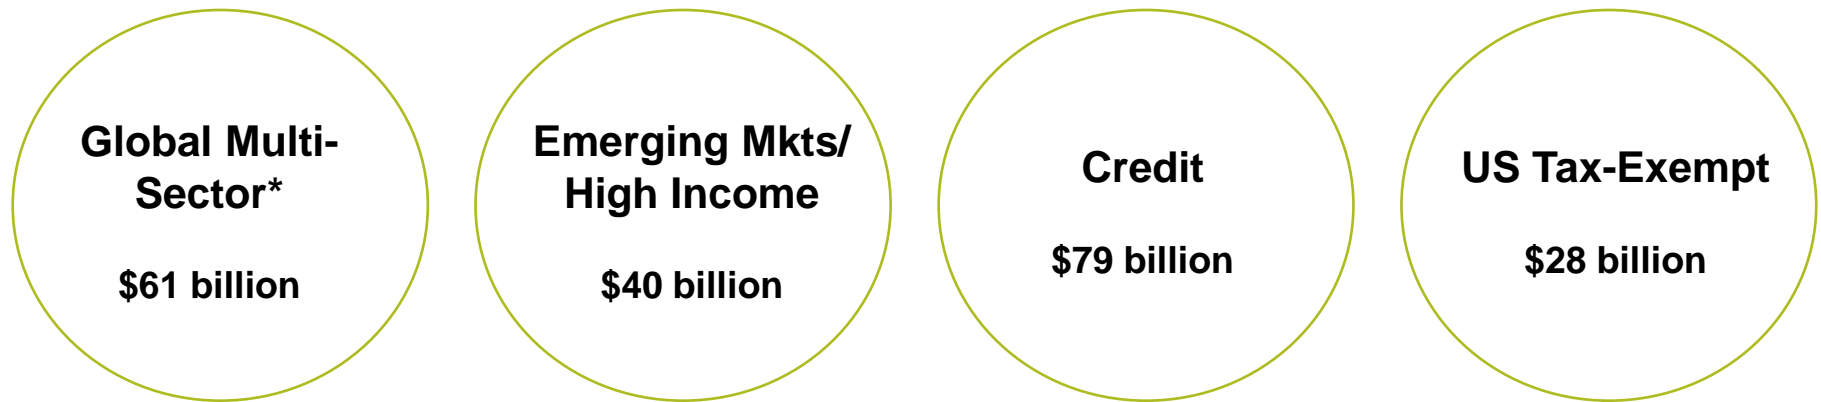 Global Multi-
Sector*
$61 billion
Emerging Mkts/
High Income
$40 billion
Credit
$79 billion
US Tax-Exempt
$28 billion